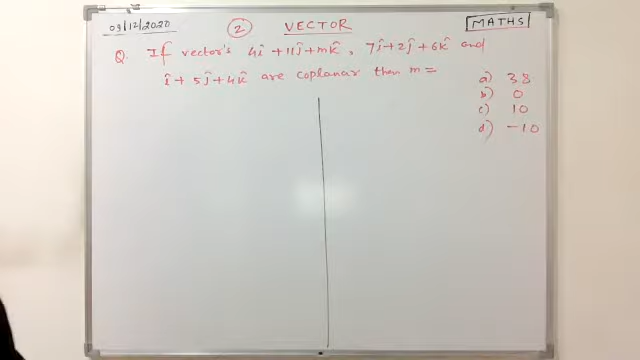 03/12/2020
2
VECTOR
MATHS
Q. If vector's 4î + 11ĵ + mk̂, 7î + 2ĵ + 6k̂ and
î + 5ĵ + 4k̂ are coplanar then m =
a) 38
b) 0
c) 10
d) -10